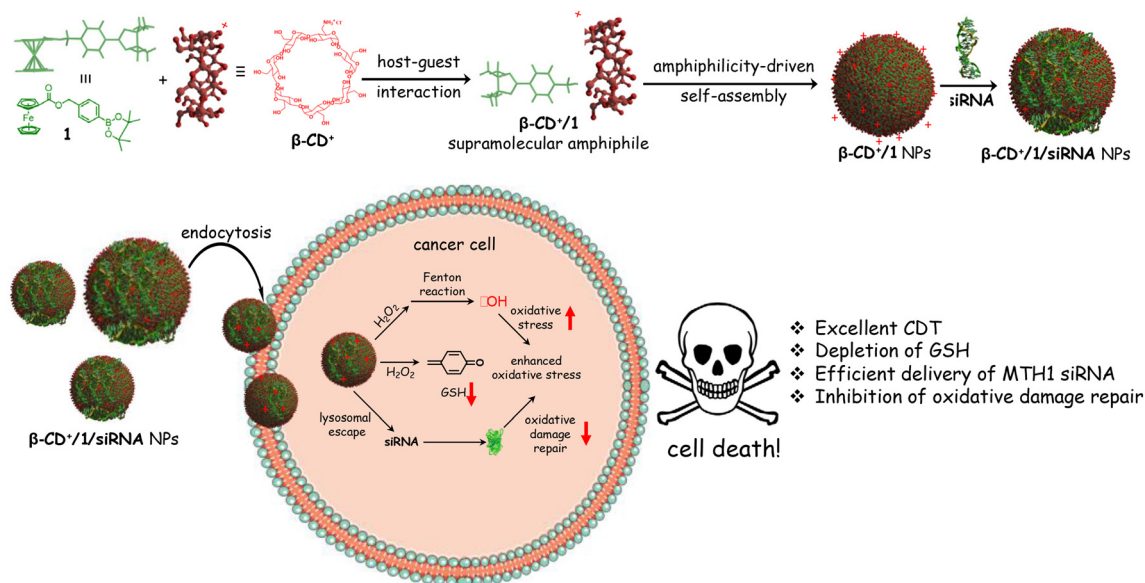 NH₃⁺Cl⁻
host-guest
interaction
amphiphilicity-driven
self-assembly
siRNA
1
β-CD⁺
β-CD⁺/1
supramolecular amphiphile
β-CD⁺/1 NPs
β-CD⁺/1/siRNA NPs
endocytosis
cancer cell
Fenton
reaction
H₂O₂
□OH
oxidative
stress
H₂O₂
O
enhanced
oxidative stress
GSH
lysosomal
escape
siRNA
oxidative
damage
repair
β-CD⁺/1/siRNA NPs
cell death!
❖ Excellent CDT
❖ Depletion of GSH
❖ Efficient delivery of MTH1 siRNA
❖ Inhibition of oxidative damage repair